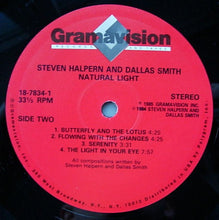 Gramavision
STEVEN HALPERN AND DALLAS SMITH
NATURAL LIGHT
18-7834-1
33⅓ RPM
STEREO
SIDE TWO
℗ 1985 GRAMAVISION INC.
© 1984 STEVEN HALPERN AND
DALLAS SMITH
1. BUTTERFLY AND THE LOTUS 4:25
2. FLOWING WITH THE CHANGES 4:25
3. SERENITY 3:31
4. THE LIGHT IN YOUR EYE 7:57
All compositions written by
Steven Halpern and Dallas Smith